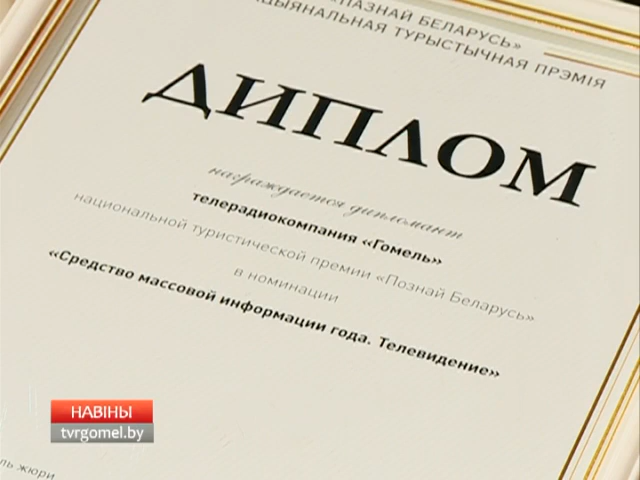 «ПАЗНАЙ БЕЛАРУСЬ»
НАЦЫЯНАЛЬНАЯ ТУРЫСТЫЧНАЯ ПРЭМІЯ
ДИПЛОМ
награждается дипломант
телерадиокомпания «Гомель»
национальной туристической премии «Познай Беларусь»
в номинации
«Средство массовой информации года. Телевидение»
НАВІНЫ
tvrgomel.by
жюри